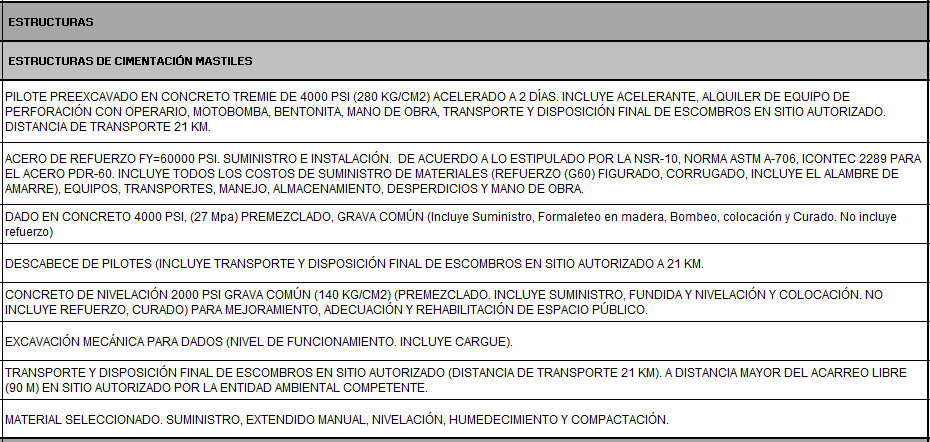 ESTRUCTURAS
ESTRUCTURAS DE CIMENTACIÓN MASTILES
PILOTE PREEXCAVADO EN CONCRETO TREMIE DE 4000 PSI (280 KG/CM2) ACELERADO A 2 DÍAS. INCLUYE ACELERANTE, ALQUILER DE EQUIPO DE
PERFORACIÓN CON OPERARIO, MOTOBOMBA, BENTONITA, MANO DE OBRA, TRANSPORTE Y DISPOSICIÓN FINAL DE ESCOMBROS EN SITIO AUTORIZADO.
DISTANCIA DE TRANSPORTE 21 KM.
ACERO DE REFUERZO FY=60000 PSI. SUMINISTRO E INSTALACIÓN. DE ACUERDO A LO ESTIPULADO POR LA NSR-10, NORMA ASTM A-706, ICONTEC 2289 PARA
EL ACERO PDR-60. INCLUYE TODOS LOS COSTOS DE SUMINISTRO DE MATERIALES (REFUERZO (G60) FIGURADO, CORRUGADO, INCLUYE EL ALAMBRE DE
AMARRE), EQUIPOS, TRANSPORTES, MANEJO, ALMACENAMIENTO, DESPERDICIOS Y MANO DE OBRA.
DADO EN CONCRETO 4000 PSI, (27 Mpa) PREMEZCLADO, GRAVA COMÚN (Incluye Suministro, Formaleteo en madera, Bombeo, colocación y Curado. No incluye
refuerzo)
DESCABECE DE PILOTES (INCLUYE TRANSPORTE Y DISPOSICIÓN FINAL DE ESCOMBROS EN SITIO AUTORIZADO A 21 KM.
CONCRETO DE NIVELACIÓN 2000 PSI GRAVA COMÚN (140 KG/CM2) (PREMEZCLADO. INCLUYE SUMINISTRO, FUNDIDA Y NIVELACIÓN Y COLOCACIÓN. NO
INCLUYE REFUERZO, CURADO) PARA MEJORAMIENTO, ADECUACIÓN Y REHABILITACIÓN DE ESPACIO PÚBLICO.
EXCAVACIÓN MECÁNICA PARA DADOS (NIVEL DE FUNCIONAMIENTO. INCLUYE CARGUE).
TRANSPORTE Y DISPOSICIÓN FINAL DE ESCOMBROS EN SITIO AUTORIZADO (DISTANCIA DE TRANSPORTE 21 KM). A DISTANCIA MAYOR DEL ACARREO LIBRE
(90 M) EN SITIO AUTORIZADO POR LA ENTIDAD AMBIENTAL COMPETENTE.
MATERIAL SELECCIONADO. SUMINISTRO, EXTENDIDO MANUAL, NIVELACIÓN, HUMEDECIMIENTO Y COMPACTACIÓN.